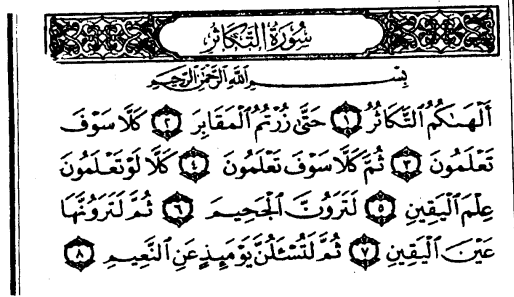 سُورَةُ التَّكَاثُرِ
بِسْمِ اللَّهِ الرَّحْمَٰنِ الرَّحِيمِ
أَلْهَىٰكُمُ التَّكَاثُرُ ١ حَتَّىٰ زُرْتُمُ الْمَقَابِرَ ٢ كَلَّا سَوْفَ
تَعْلَمُونَ ٣ ثُمَّ كَلَّا سَوْفَ تَعْلَمُونَ ٤ كَلَّا لَوْ تَعْلَمُونَ
عِلْمَ الْيَقِينِ ٥ لَتَرَوُنَّ الْجَحِيمَ ٦ ثُمَّ لَتَرَوُنَّهَا
عَيْنَ الْيَقِينِ ٧ ثُمَّ لَتُسْـَٔلُنَّ يَوْمَئِذٍ عَنِ النَّعِيمِ ٨